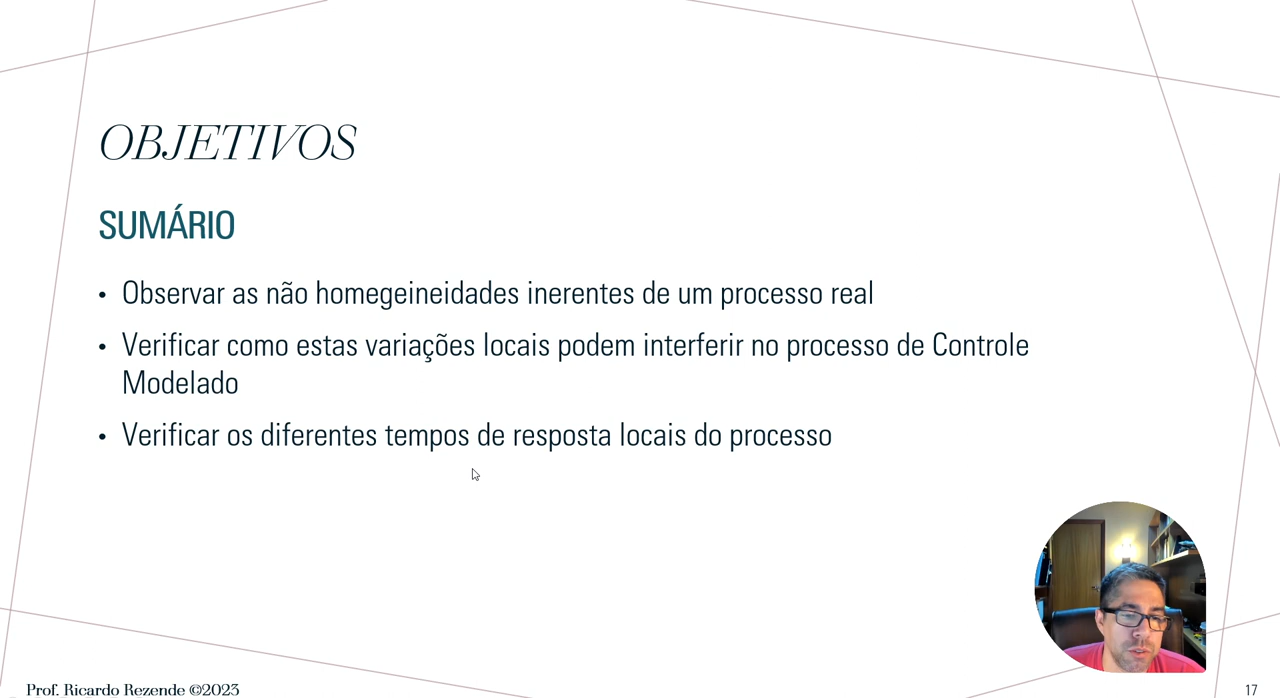 OBJETIVOS
SUMÁRIO
• Observar as não homegeineidades inerentes de um processo real
• Verificar como estas variações locais podem interferir no processo de Controle
Modelado
• Verificar os diferentes tempos de resposta locais do processo
Prof. Ricardo Rezende ©2023
17